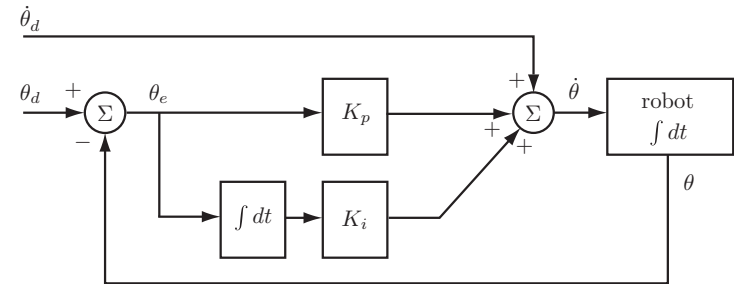 θ̇_d
θ_d + Σ θ_e K_p + + + Σ θ̇ robot ∫ dt
−
∫ dt K_i θ